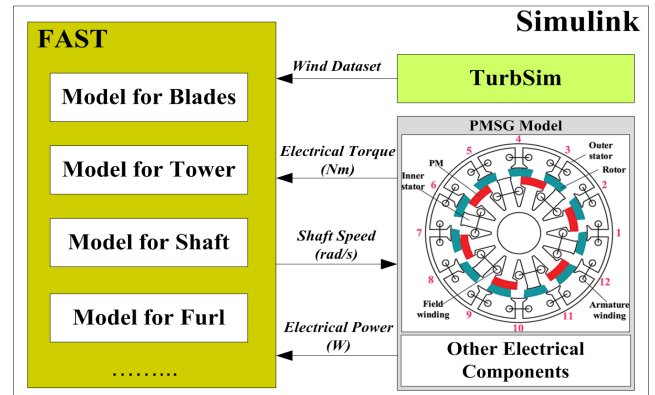 Simulink
FAST
Model for Blades
Model for Tower
Model for Shaft
Model for Furl
………
Wind Dataset
Electrical Torque
(Nm)
Shaft Speed
(rad/s)
Electrical Power
(W)
TurbSim
PMSG Model
4
5
3
Outer
stator
PM
Rotor
Inner
stator
6
2
7
1
8
12
Field
winding
9
10
11
Armature
winding
Other Electrical
Components